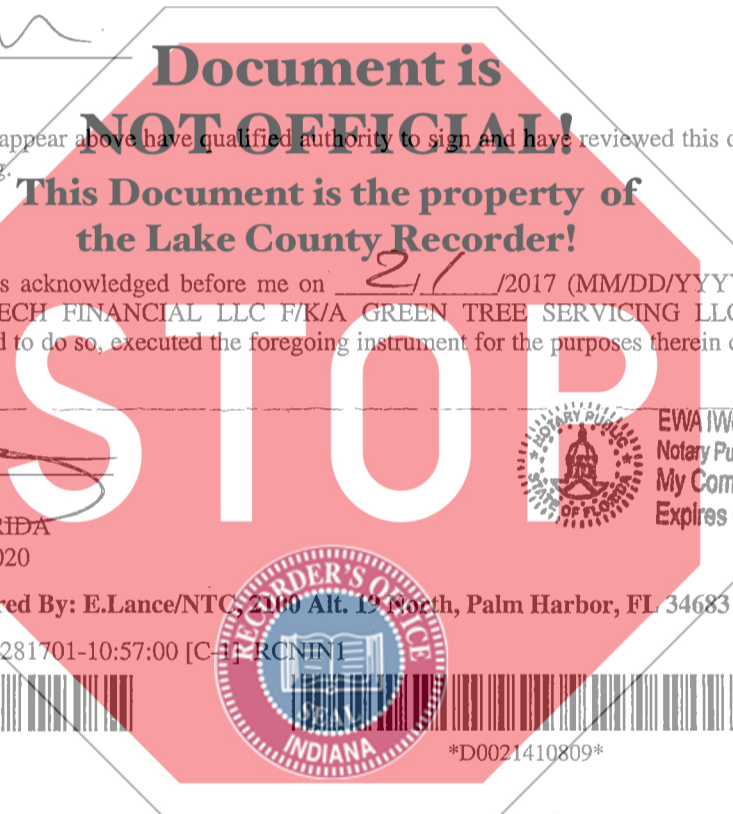 Document is
NOT OFFICIAL!
appear above have qualified authority to sign and have reviewed this
This Document is the property of
the Lake County Recorder!
s acknowledged before me on 2/ /2017 (MM/DD/YYYY
ECH FINANCIAL LLC F/K/A GREEN TREE SERVICING LLC
d to do so, executed the foregoing instrument for the purposes therein
STOP
NOTARY PUBLIC
STATE OF FLORIDA
EWA
Notary Pu
My Com
Expires
RIDA
020
red By: E.Lance/NTC, 2100 Alt. 19 North, Palm Harbor, FL 34683
281701-10:57:00 [C-1] RCNIN1
RECORDER'S OFFICE
SEAL
INDIANA
*D0021410809*